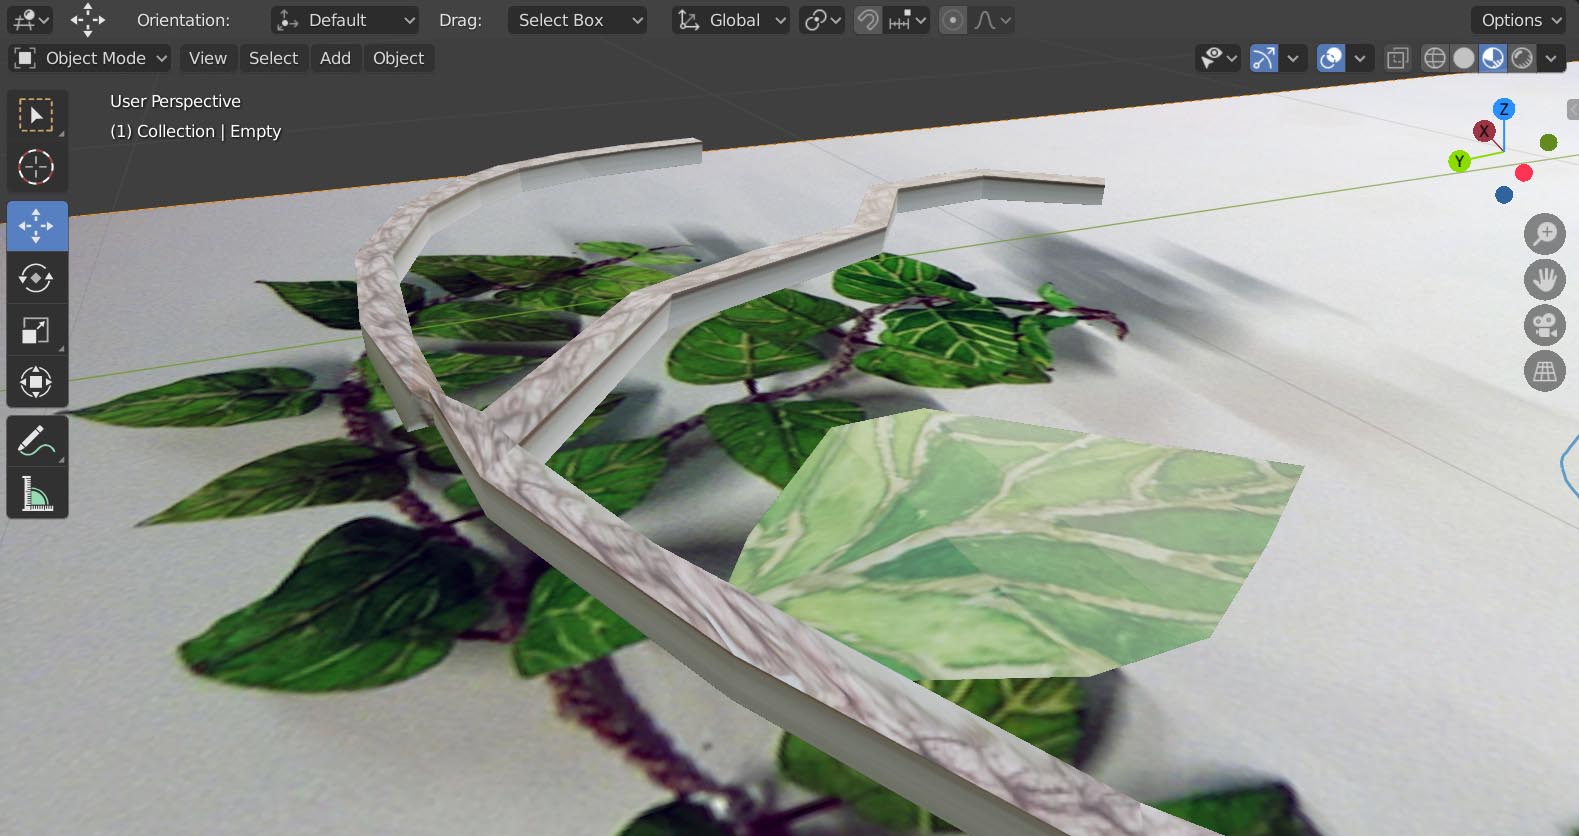 Orientation: Default Drag: Select Box Global Options
Object Mode View Select Add Object
User Perspective
(1) Collection | Empty
Z
X
Y